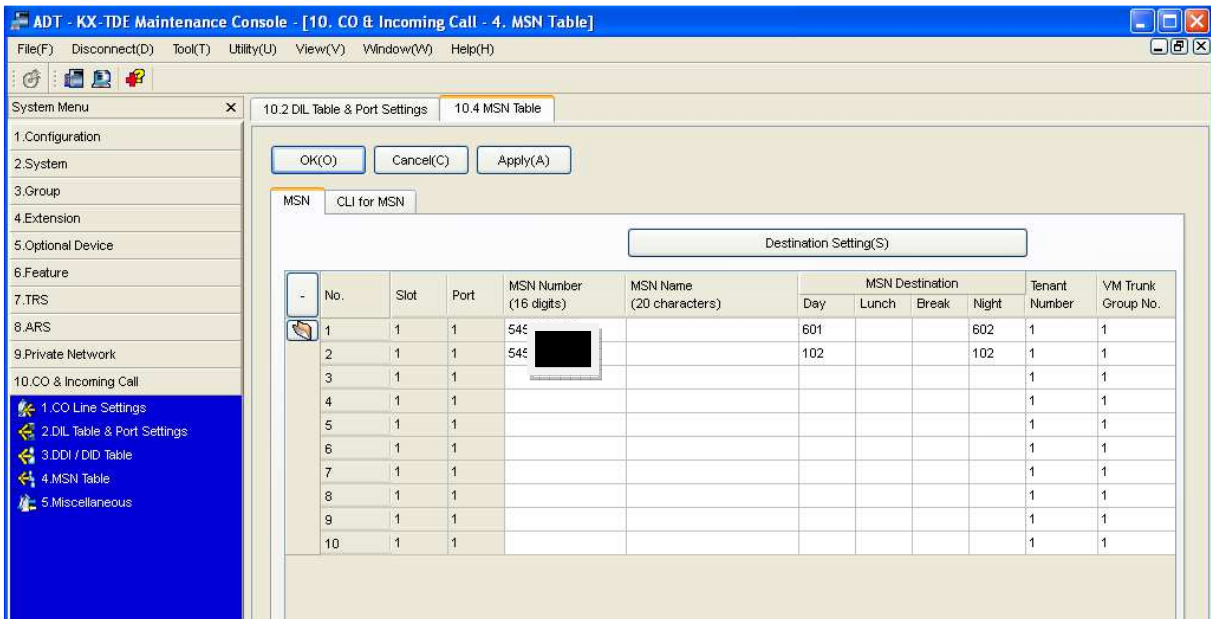 ADT - KX-TDE Maintenance Console - [10. CO & Incoming Call - 4. MSN Table]
File(F) Disconnect(D) Tool(T) Utility(U) View(V) Window(W) Help(H)
System Menu x
10.2 DIL Table & Port Settings 10.4 MSN Table
1.Configuration
2.System
3.Group
4.Extension
5.Optional Device
6.Feature
7.TRS
8.ARS
9.Private Network
10.CO & Incoming Call
1.CO Line Settings
2.DIL Table & Port Settings
3.DDI / DID Table
4.MSN Table
5.Miscellaneous
OK(O) Cancel(C) Apply(A)
MSN CLI for MSN
Destination Setting(S)
- No. Slot Port MSN Number (16 digits) MSN Name (20 characters) MSN Destination Day Lunch Break Night Tenant Number VM Trunk Group No.
1 1 1 545 601 602 1 1
2 1 1 545 102 102 1 1
3 1 1 1 1
4 1 1 1 1
5 1 1 1 1
6 1 1 1 1
7 1 1 1 1
8 1 1 1 1
9 1 1 1 1
10 1 1 1 1